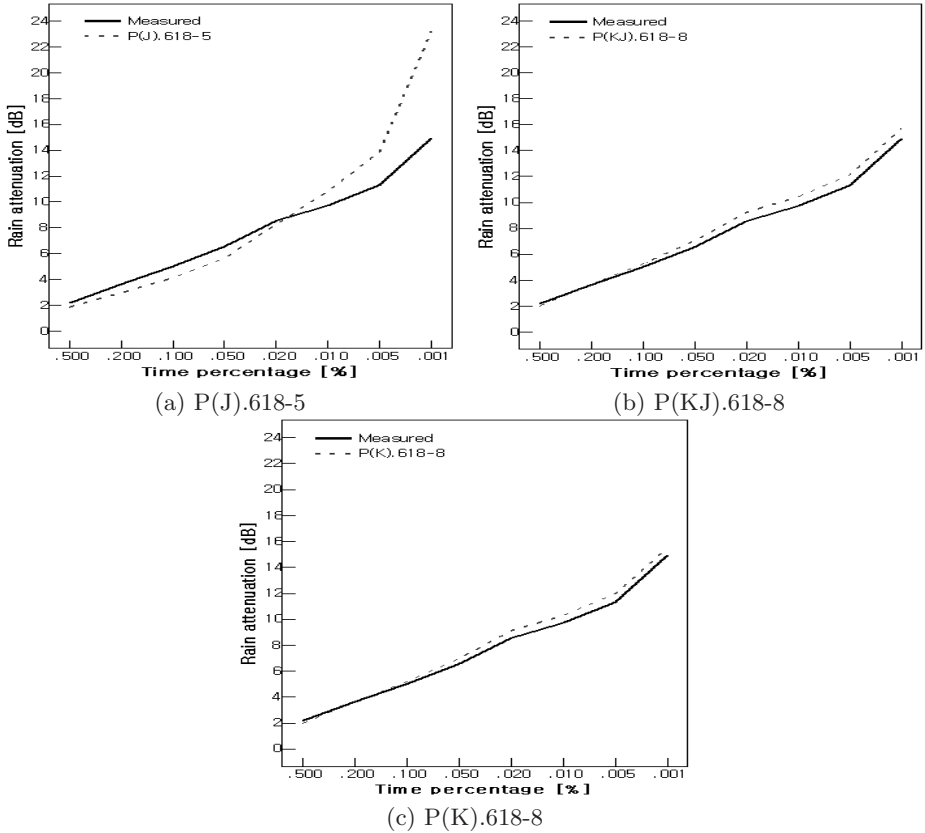 Measured
P(J).618-5
Rain attenuation [dB]
24
22
20
18
16
14
12
10
8
6
4
2
0
.500 .200 .100 .050 .020 .010 .005 .001
Time percentage [%]
(a) P(J).618-5
Measured
P(KJ).618-8
Rain attenuation [dB]
24
22
20
18
16
14
12
10
8
6
4
2
0
.500 .200 .100 .050 .020 .010 .005 .001
Time percentage [%]
(b) P(KJ).618-8
Measured
P(K).618-8
Rain attenuation [dB]
24
22
20
18
16
14
12
10
8
6
4
2
0
.500 .200 .100 .050 .020 .010 .005 .001
Time percentage [%]
(c) P(K).618-8